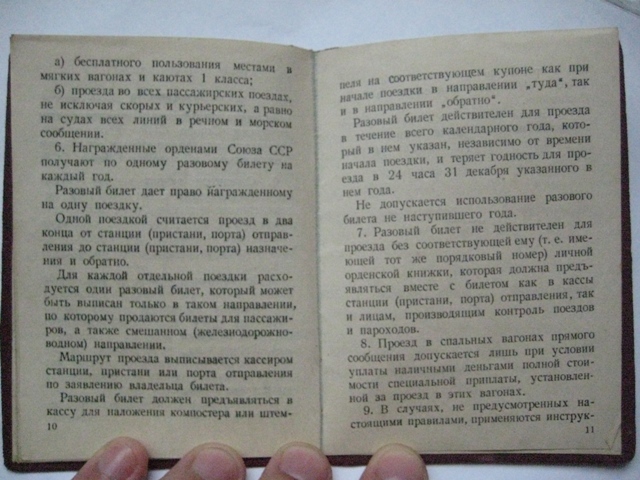 а) бесплатного пользования местами в
мягких вагонах и каютах 1 класса;
б) проезда во всех пассажирских поездах,
не исключая скорых и курьерских, а равно
на судах всех линий в речном и морском
сообщении.
6. Награжденные орденами Союза ССР
получают по одному разовому билету на
каждый год.
Разовый билет дает право награжденному
на одну поездку.
Одной поездкой считается проезд в два
конца от станции (пристани, порта) отправ-
ления до станции (пристани, порта) назначе-
ния и обратно.
Для каждой отдельной поездки расхо-
дуется один разовый билет, который может
быть выписан только в таком направлении,
по которому продаются билеты для пассажи-
ров, а также смешанном (железнодорожно-
водном) направлении.
Маршрут проезда выписывается кассиром
станции, пристани или порта отправления
по заявлению владельца билета.
Разовый билет должен предъявляться в
кассу для наложения компостера или штем-
10
пеля на соответствующем купоне как при
начале поездки в направлении „туда", так
и в направлении „обратно".
Разовый билет действителен для проезда
в течение всего календарного года, кото-
рый в нем указан, независимо от времени
начала поездки, и теряет годность для про-
езда в 24 часа 31 декабря указанного в
нем года.
Не допускается использование разового
билета не наступившего года.
7. Разовый билет не действителен для
проезда без соответствующей ему (т. е. име-
ющей тот же порядковый номер) личной
орденской книжки, которая должна предъ-
являться вместе с билетом как в кассы
станции (пристани, порта) отправления, так
и лицам, производящим контроль поездов
и пароходов.
8. Проезд в спальных вагонах прямого
сообщения допускается лишь при условии
уплаты наличными деньгами полной стои-
мости специальной приплаты, установлен-
ной за проезд в этих вагонах.
9. В случаях, не предусмотренных на-
стоящими правилами, применяются инструк-
11